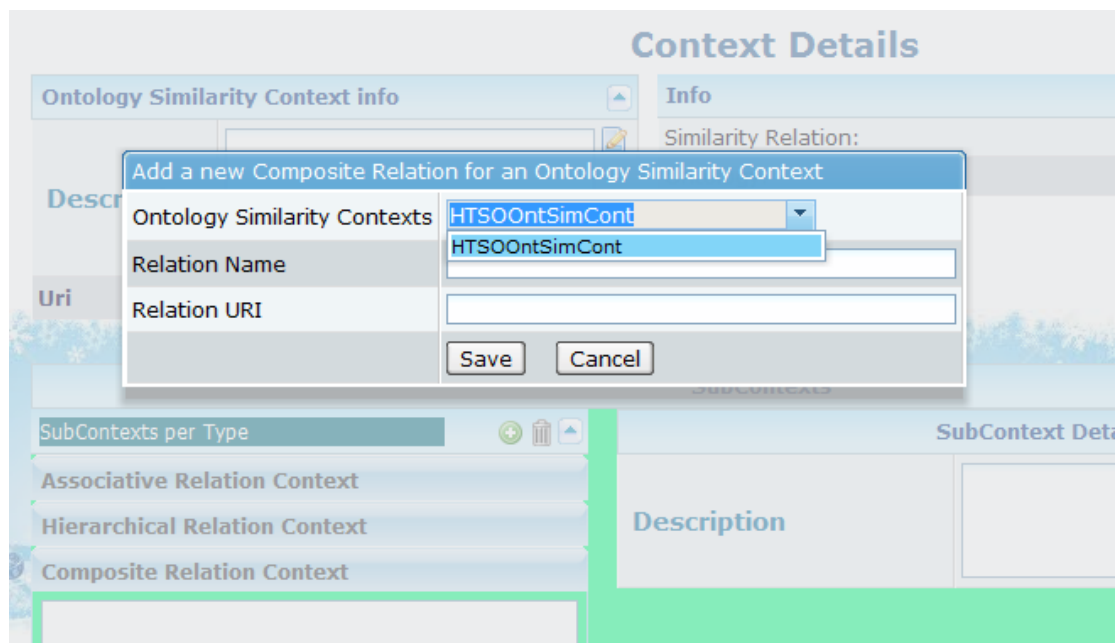 Context Details
Ontology Similarity Context info
Info
Similarity Relation:
Add a new Composite Relation for an Ontology Similarity Context
Descr
Ontology Similarity Contexts HTSOOntSimCont
HTSOOntSimCont
Relation Name
Uri
Relation URI
Save Cancel
SubContexts
SubContexts per Type
SubContext Deta
Associative Relation Context
Hierarchical Relation Context
Description
Composite Relation Context